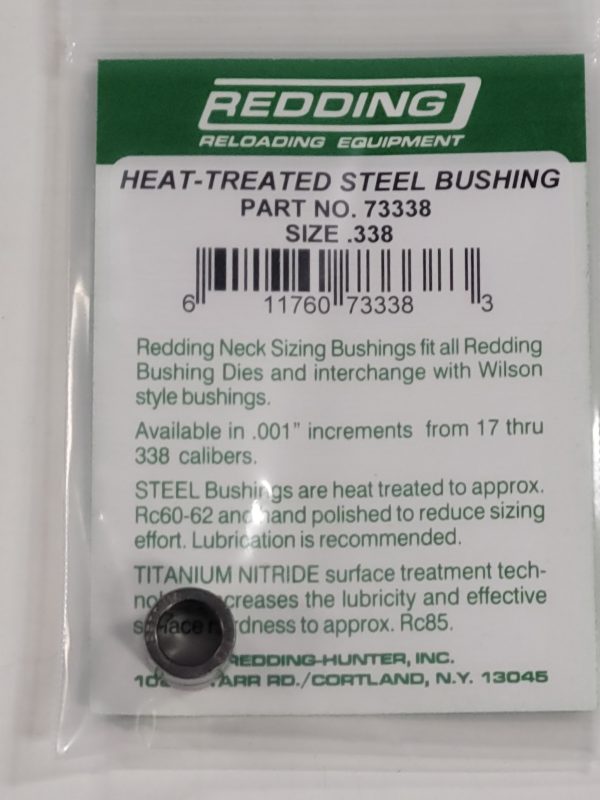 REDDING
RELOADING EQUIPMENT
HEAT-TREATED STEEL BUSHING
PART NO. 73338
SIZE .338
6 11760 73338 3
Redding Neck Sizing Bushings fit all Redding
Bushing Dies and interchange with Wilson
style bushings.
Available in .001" increments from 17 thru
338 calibers.
STEEL Bushings are heat treated to approx.
Rc60-62 and hand polished to reduce sizing
effort. Lubrication is recommended.
TITANIUM NITRIDE surface treatment tech-
the lubricity and effective
to approx. Rc85.
REDDING-HUNTER, INC.
RD./CORTLAND, N.Y. 13045